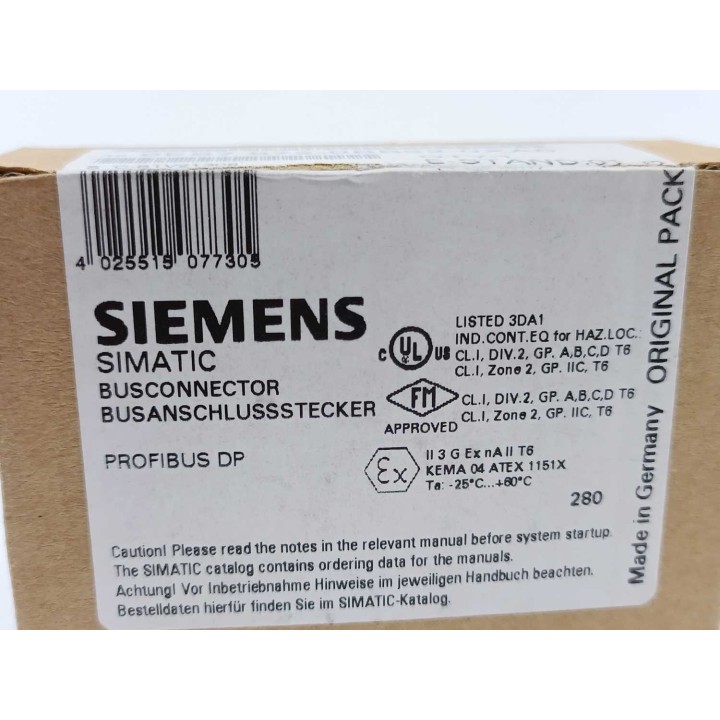 4 025515 077305
SIEMENS
SIMATIC
BUSCONNECTOR
BUSANSCHLUSSSTECKER
PROFIBUS DP
C UL US
LISTED 3DA1
IND.CONT.EQ for HAZ.LOC.:
CL.I, DIV.2, GP. A,B,C,D T6
CL.I, Zone 2, GP. IIC, T6
FM
APPROVED
CL.I, DIV.2, GP. A,B,C,D T6
CL.I, Zone 2, GP. IIC, T6
Ex
II 3 G Ex nA II T6
KEMA 04 ATEX 1151X
Ta: -25°C...+60°C
280
Caution! Please read the notes in the relevant manual before system startup.
The SIMATIC catalog contains ordering data for the manuals.
Achtung! Vor Inbetriebnahme Hinweise im jeweiligen Handbuch beachten.
Bestelldaten hierfür finden Sie im SIMATIC-Katalog.
Made in Germany ORIGINAL PACK